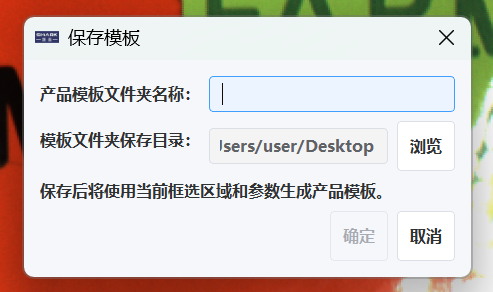 SMARK
保存模板
产品模板文件夹名称：
模板文件夹保存目录：
Jsers/user/Desktop
浏览
保存后将使用当前框选区域和参数生成产品模板。
确定
取消